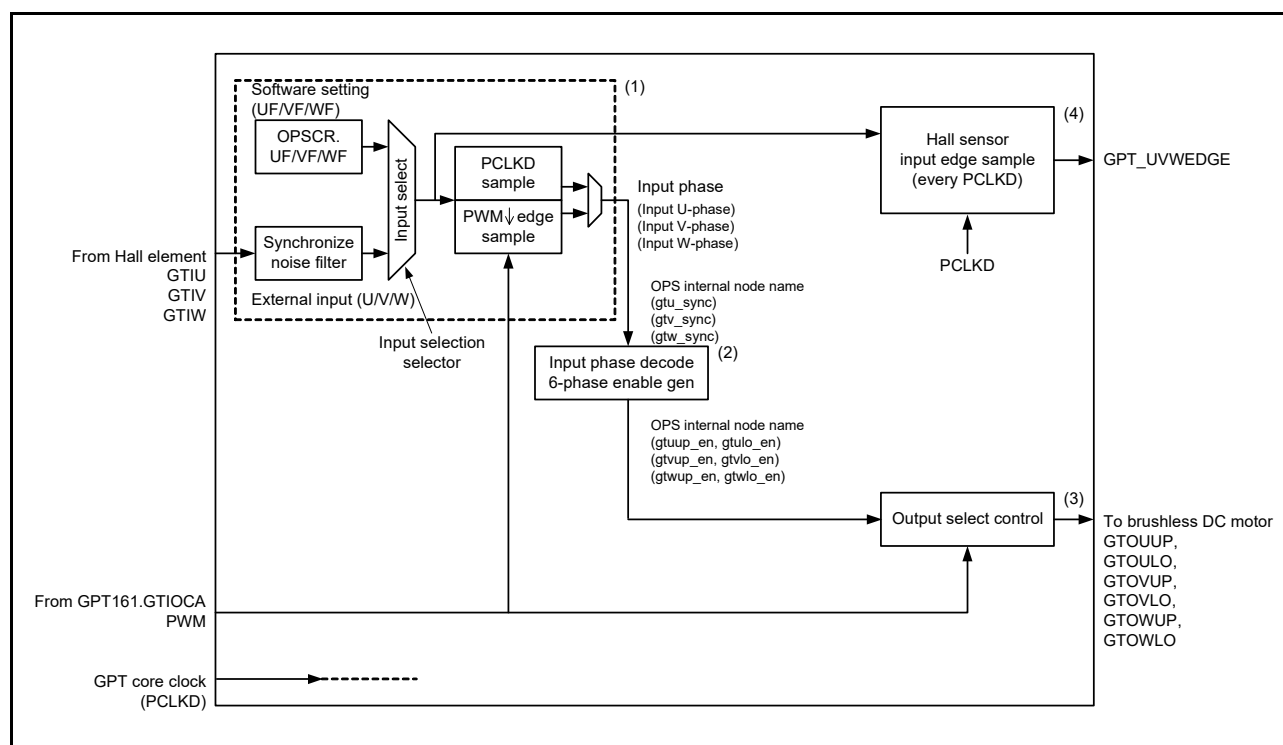 Software setting
(UF/VF/WF)
(1)
OPSCR.
UF/VF/WF
Input select
PCLKD
sample
PWM↓edge
sample
Synchronize
noise filter
External input (U/V/W)
From Hall element
GTIU
GTIV
GTIW
Input selection
selector
Input phase
(Input U-phase)
(Input V-phase)
(Input W-phase)
(4)
Hall sensor
input edge sample
(every PCLKD)
GPT_UVWEDGE
PCLKD
OPS internal node name
(gtu_sync)
(gtv_sync)
(gtw_sync)
(2)
Input phase decode
6-phase enable gen
OPS internal node name
(gtuup_en, gtulo_en)
(gtvup_en, gtvlo_en)
(gtwup_en, gtwlo_en)
(3)
Output select control
To brushless DC motor
GTOUUP,
GTOULO,
GTOVUP,
GTOVLO,
GTOWUP,
GTOWLO
From GPT161.GTIOCA
PWM
GPT core clock
(PCLKD)